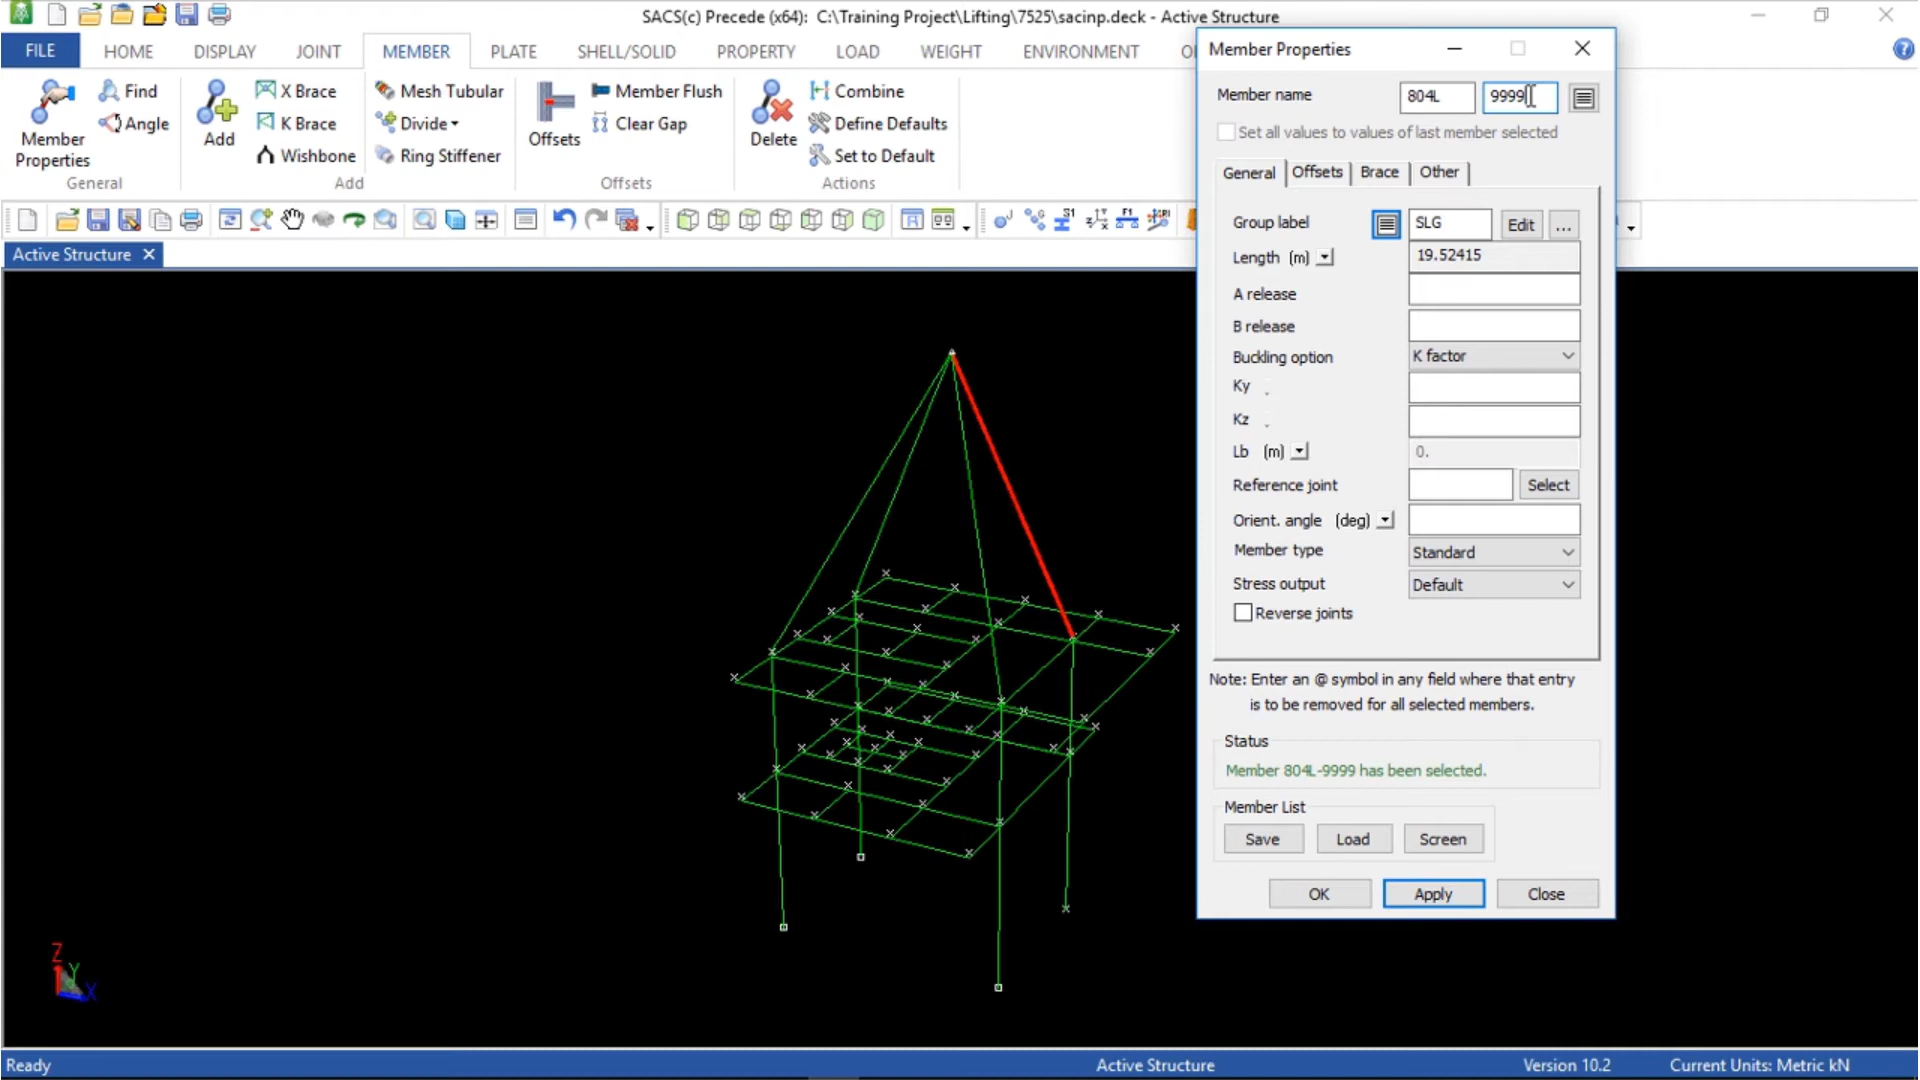 SACS(c) Precede (x64): C:\Training Project\Lifting\7525\sacinp.deck - Active Structure
FILE HOME DISPLAY JOINT MEMBER PLATE SHELL/SOLID PROPERTY LOAD WEIGHT ENVIRONMENT
Member Properties
Find
Angle
General
Add
X Brace
K Brace
Wishbone
Mesh Tubular
Divide
Ring Stiffener
Add
Offsets
Member Flush
Clear Gap
Offsets
Delete
Combine
Define Defaults
Set to Default
Actions
Active Structure
Member Properties
Member name 804L 9999
Set all values to values of last member selected
General Offsets Brace Other
Group label SLG Edit ...
Length (m) 19.52415
A release
B release
Buckling option K factor
Ky
Kz
Lb (m) 0.
Reference joint Select
Orient. angle (deg)
Member type Standard
Stress output Default
Reverse joints
Note: Enter an @ symbol in any field where that entry
is to be removed for all selected members.
Status
Member 804L-9999 has been selected.
Member List
Save Load Screen
OK Apply Close
Z
Y
X
Ready Active Structure Version 10.2 Current Units: Metric kN